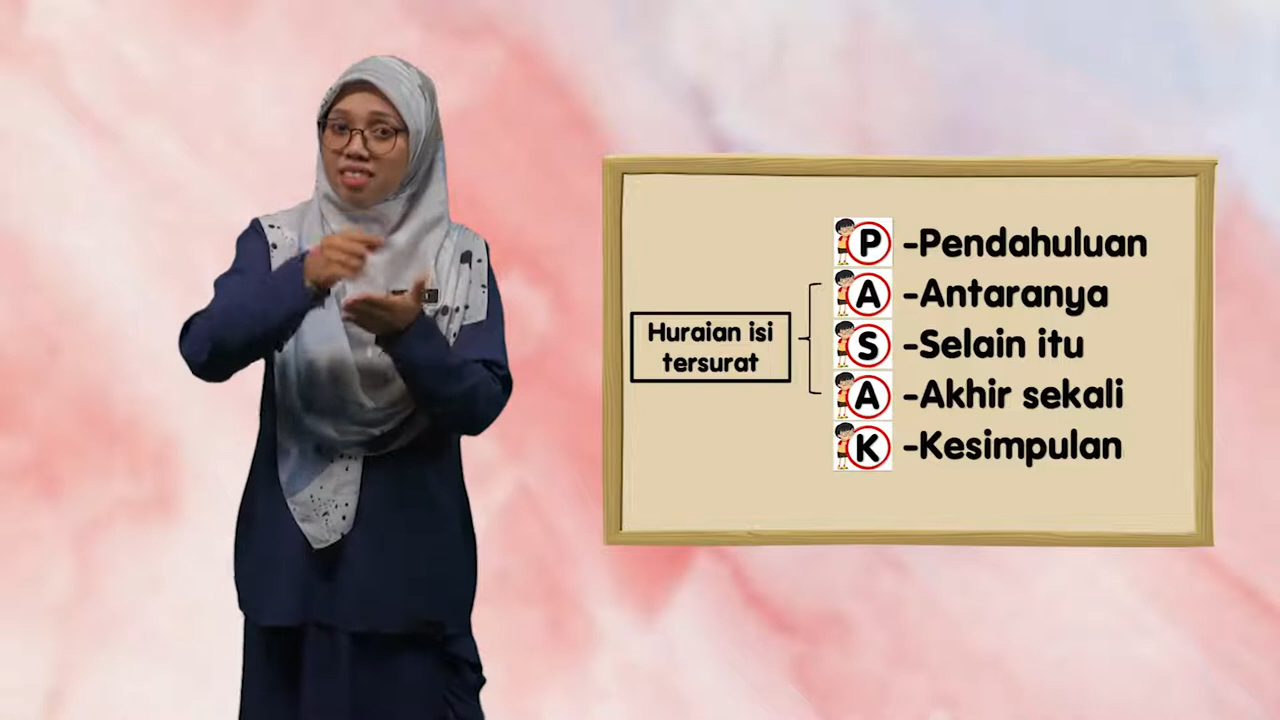 Huraian isi
tersurat
P -Pendahuluan
A -Antaranya
S -Selain itu
A -Akhir sekali
K -Kesimpulan